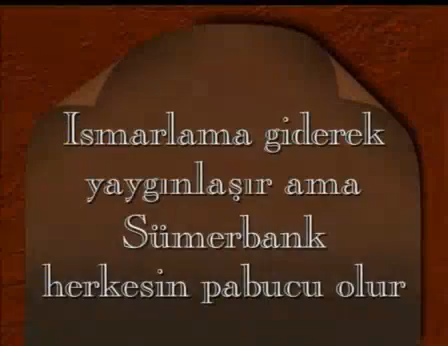 Ismarlama giderek
yaygınlaşır ama
Sümerbank
herkesin pabucu olur